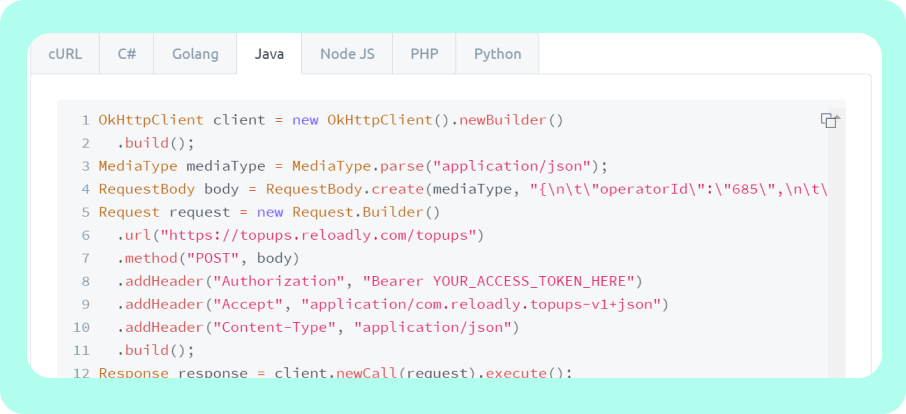 cURL C# Golang Java Node JS PHP Python
1 OkHttpClient client = new OkHttpClient().newBuilder()
2 .build();
3 MediaType mediaType = MediaType.parse("application/json");
4 RequestBody body = RequestBody.create(mediaType, "{\n\t\"operatorId\":\"685\",\n\t\
5 Request request = new Request.Builder()
6 .url("https://topups.reloadly.com/topups")
7 .method("POST", body)
8 .addHeader("Authorization", "Bearer YOUR_ACCESS_TOKEN_HERE")
9 .addHeader("Accept", "application/com.reloadly.topups-v1+json")
10 .addHeader("Content-Type", "application/json")
11 .build();
12 Response response = client.newCall(request).execute();